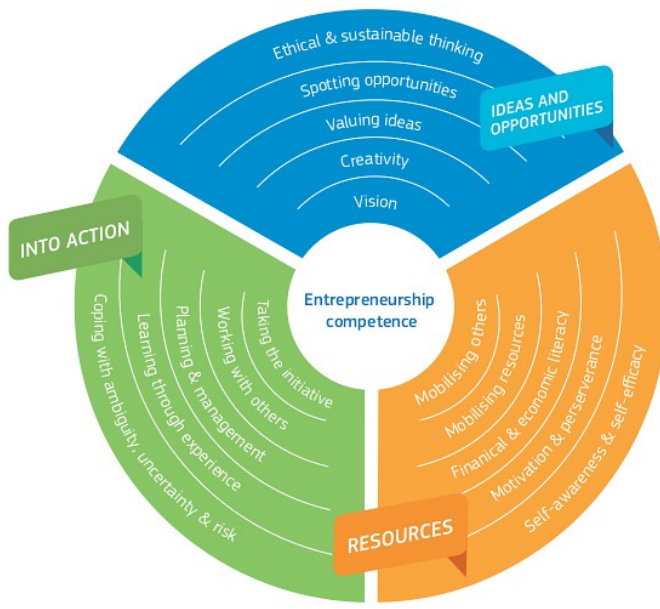 Ethical & sustainable thinking
Spotting opportunities
Valuing ideas
Creativity
Vision
IDEAS AND
OPPORTUNITIES
INTO ACTION
Entrepreneurship
competence
Taking the initiative
Working with others
Planning & management
Learning through experience
Coping with ambiguity, uncertainty & risk
Mobilising others
Mobilising resources
Finanical & economic literacy
Motivation & perseverance
Self-awareness & self-efficacy
RESOURCES